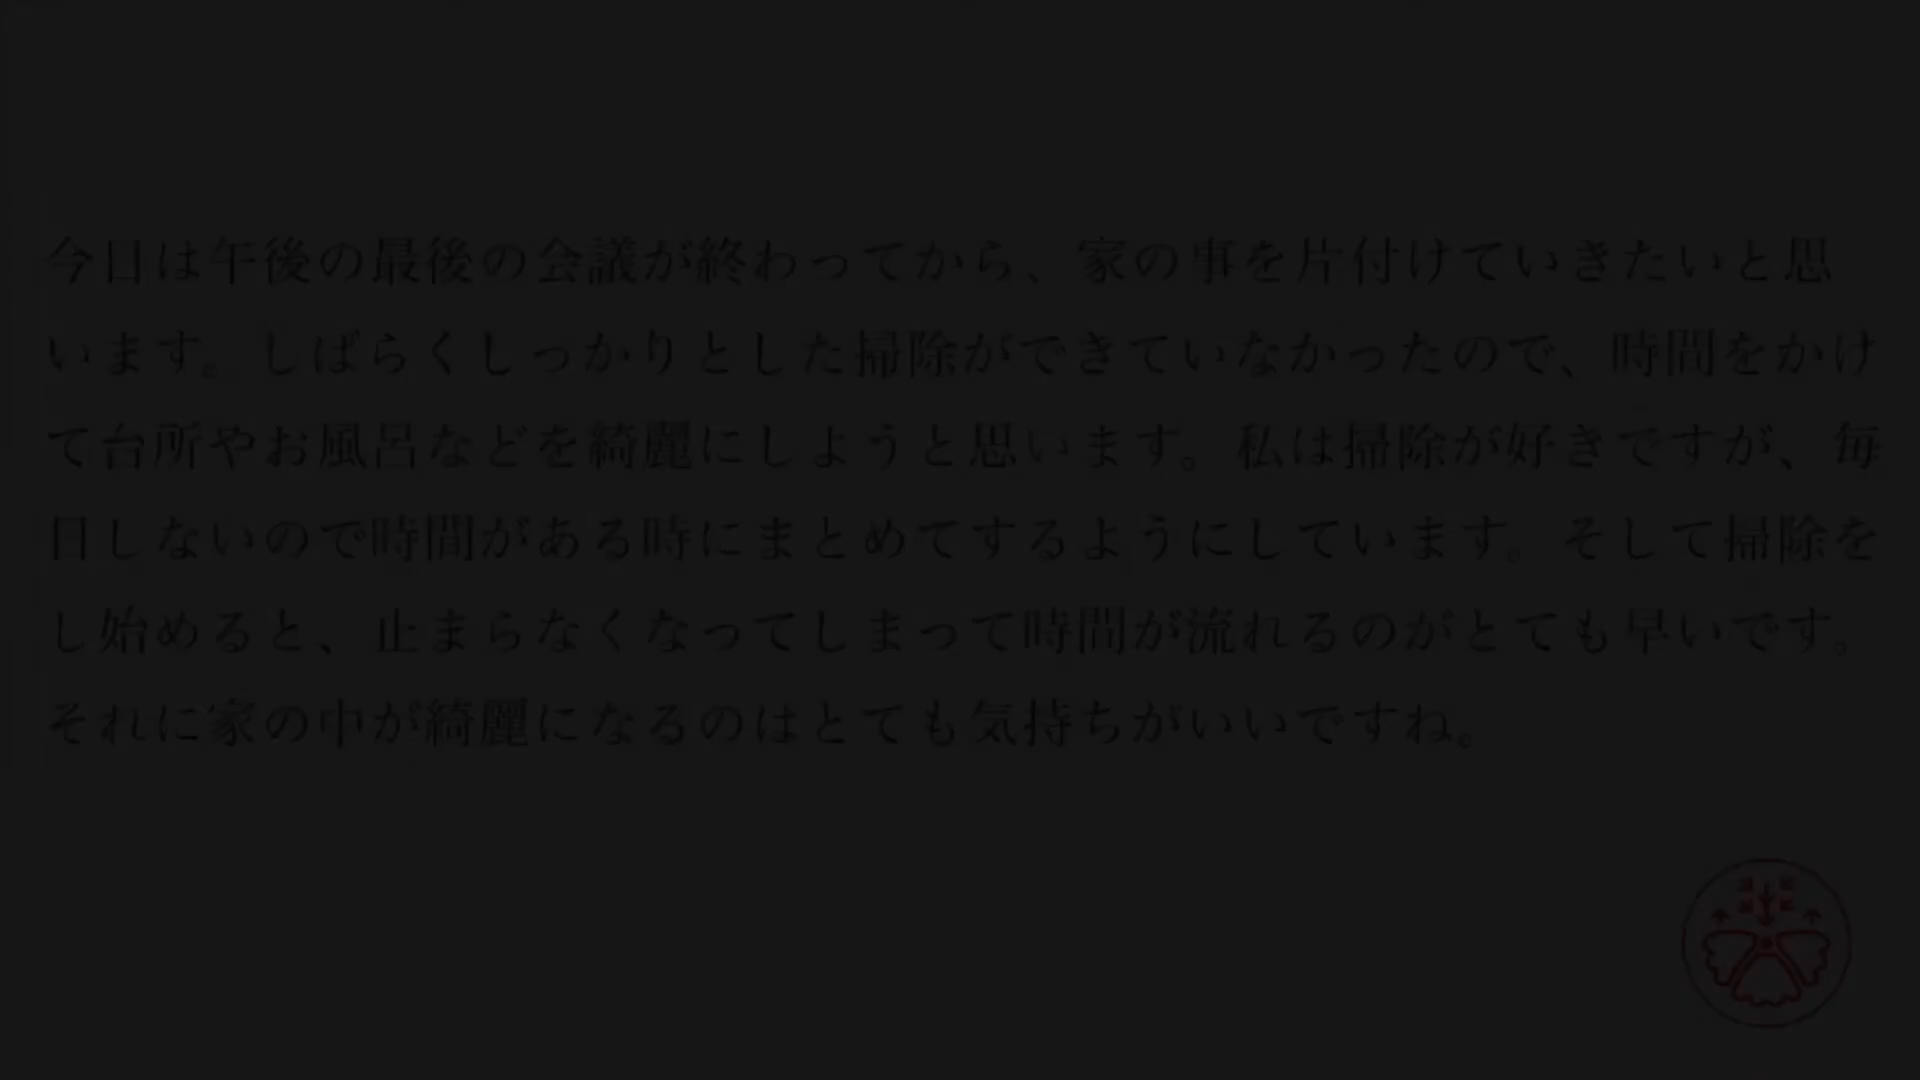 今日は午後の最後の会議が終わってから、家の事を片付けていきたいと思
います。しばらくしっかりとした掃除ができていなかったので、時間をかけ
て台所やお風呂などを綺麗にしようと思います。私は掃除が好きですが、毎
日しないので時間がある時にまとめてするようにしています。そして掃除を
し始めると、止まらなくなってしまって時間が流れるのがとても早いです。
それに家の中が綺麗になるのはとても気持ちがいいですね。